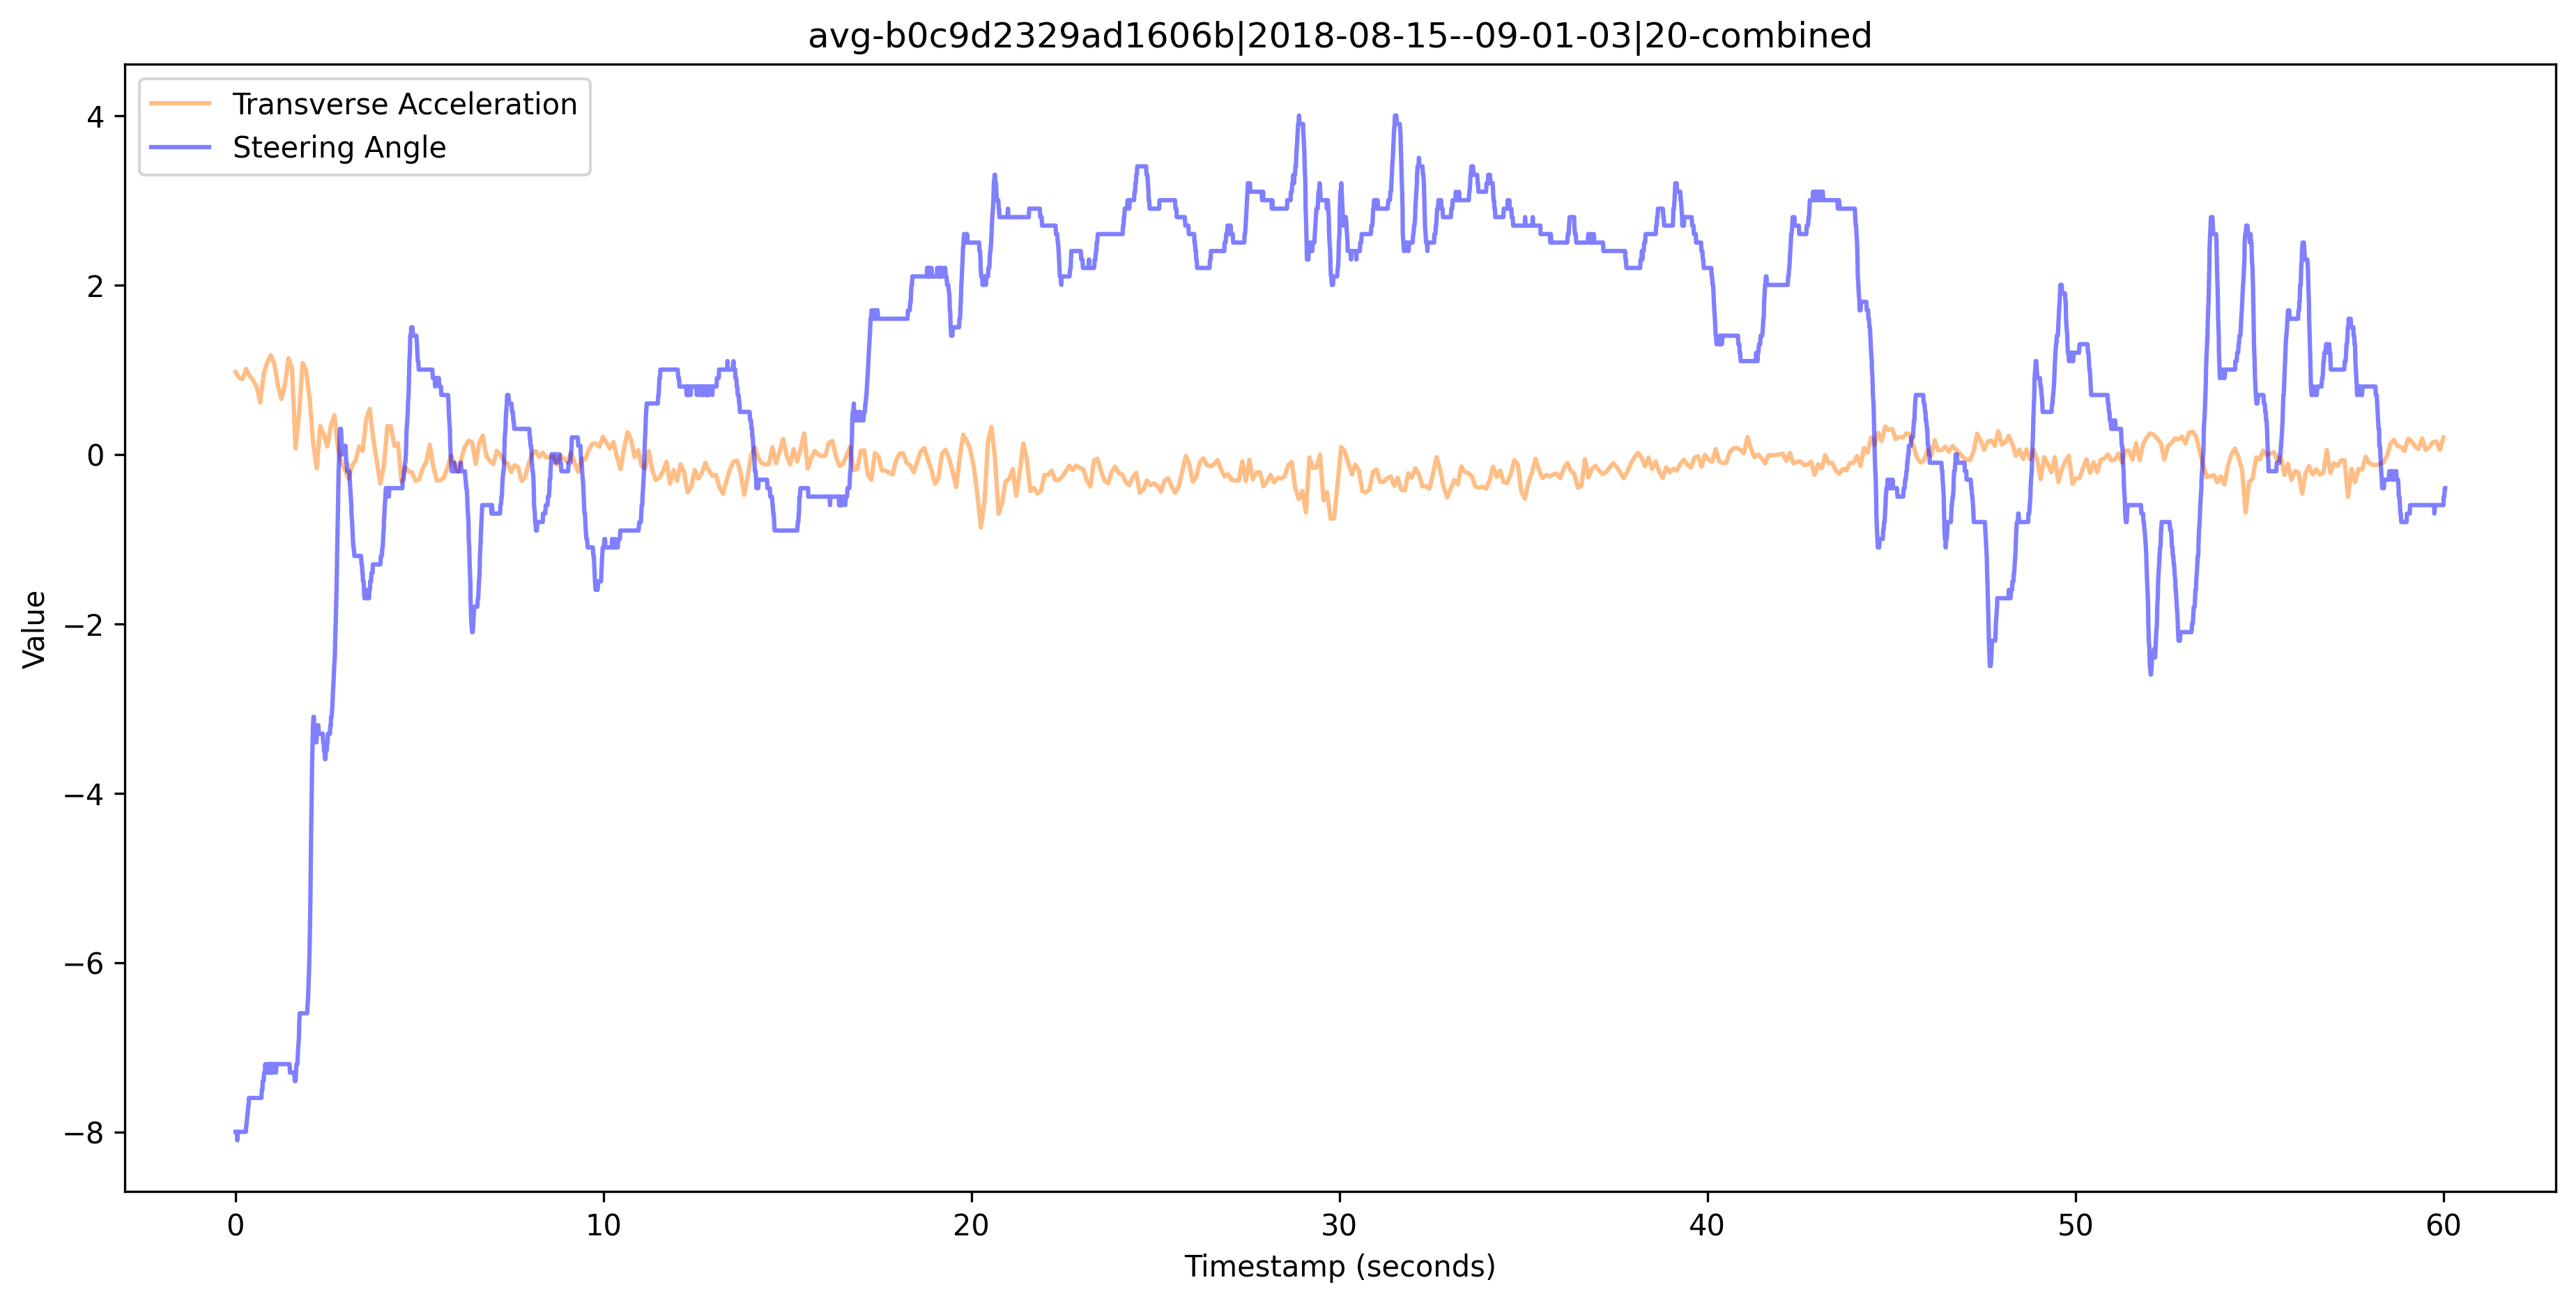 avg-b0c9d2329ad1606b|2018-08-15--09-01-03|20-combined
Transverse Acceleration
Steering Angle
Value
4
2
0
−2
−4
−6
−8
0 10 20 30 40 50 60
Timestamp (seconds)